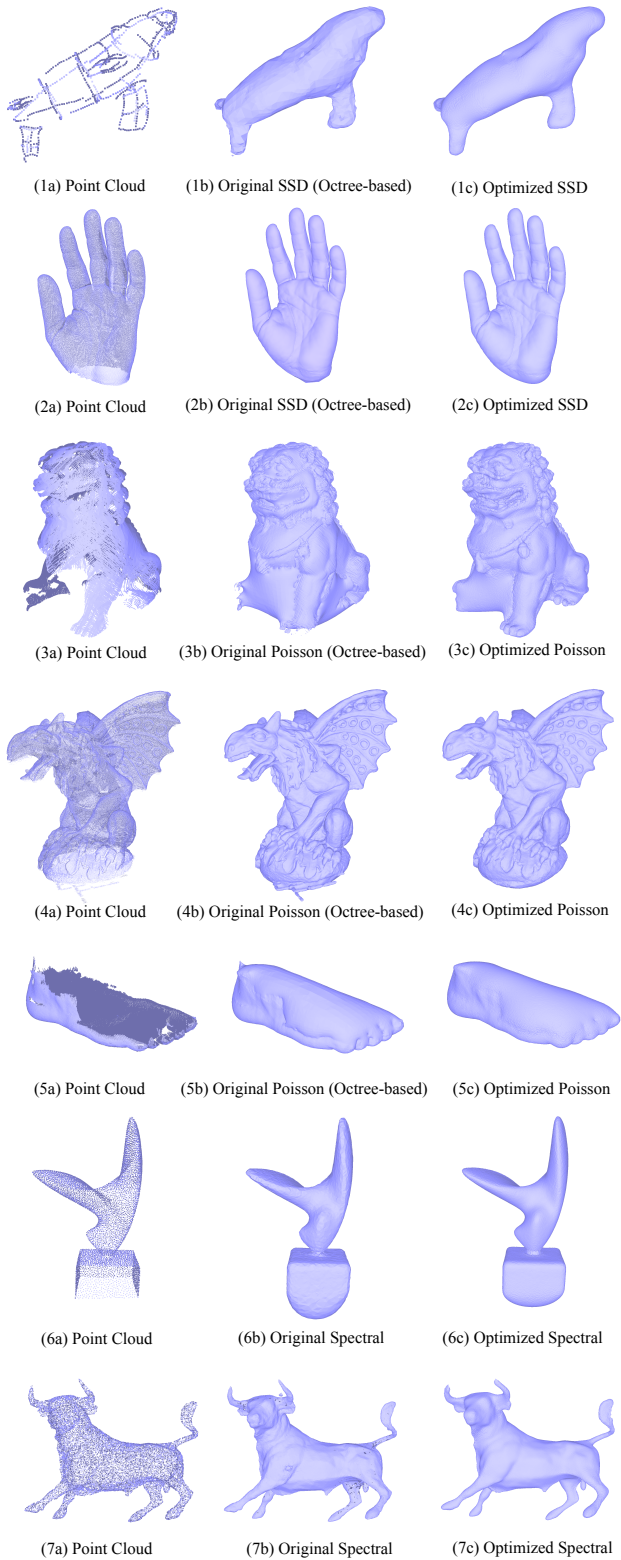 (1a) Point Cloud (1b) Original SSD (Octree-based) (1c) Optimized SSD
(2a) Point Cloud (2b) Original SSD (Octree-based) (2c) Optimized SSD
(3a) Point Cloud (3b) Original Poisson (Octree-based) (3c) Optimized Poisson
(4a) Point Cloud (4b) Original Poisson (Octree-based) (4c) Optimized Poisson
(5a) Point Cloud (5b) Original Poisson (Octree-based) (5c) Optimized Poisson
(6a) Point Cloud (6b) Original Spectral (6c) Optimized Spectral
(7a) Point Cloud (7b) Original Spectral (7c) Optimized Spectral